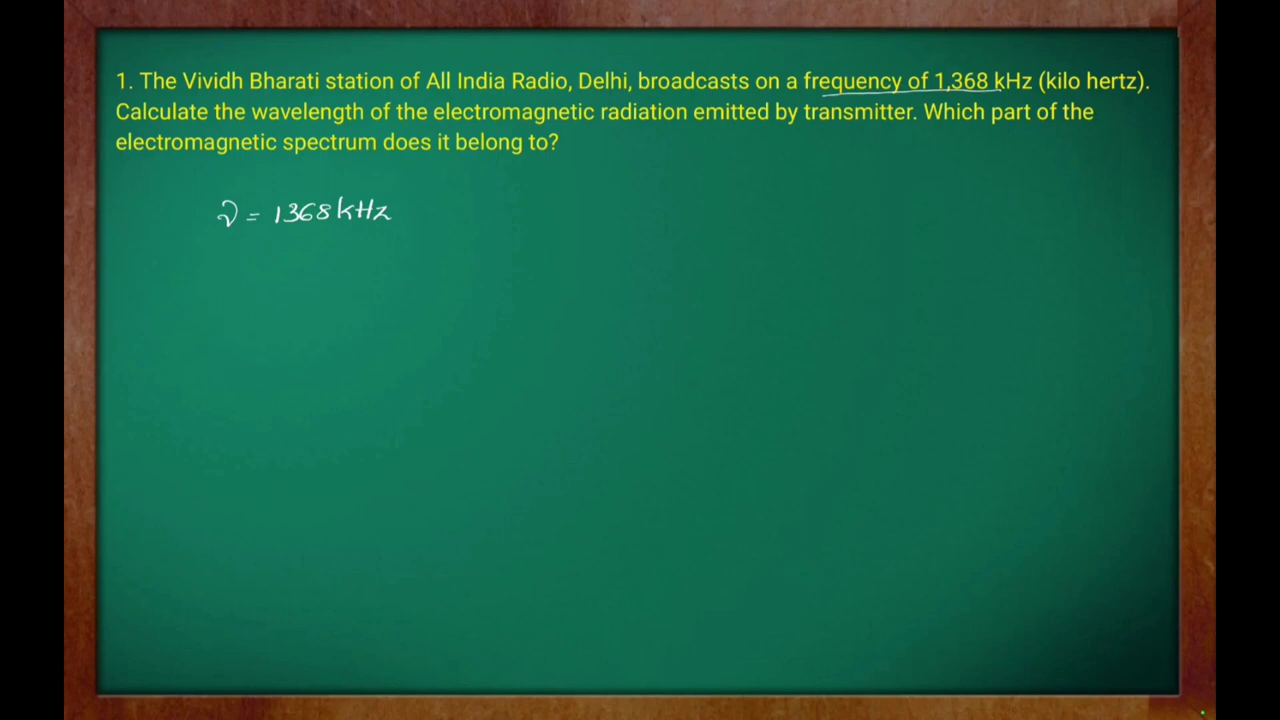 1. The Vividh Bharati station of All India Radio, Delhi, broadcasts on a frequency of 1,368 kHz (kilo hertz).
Calculate the wavelength of the electromagnetic radiation emitted by transmitter. Which part of the
electromagnetic spectrum does it belong to?
ν = 1368 kHz